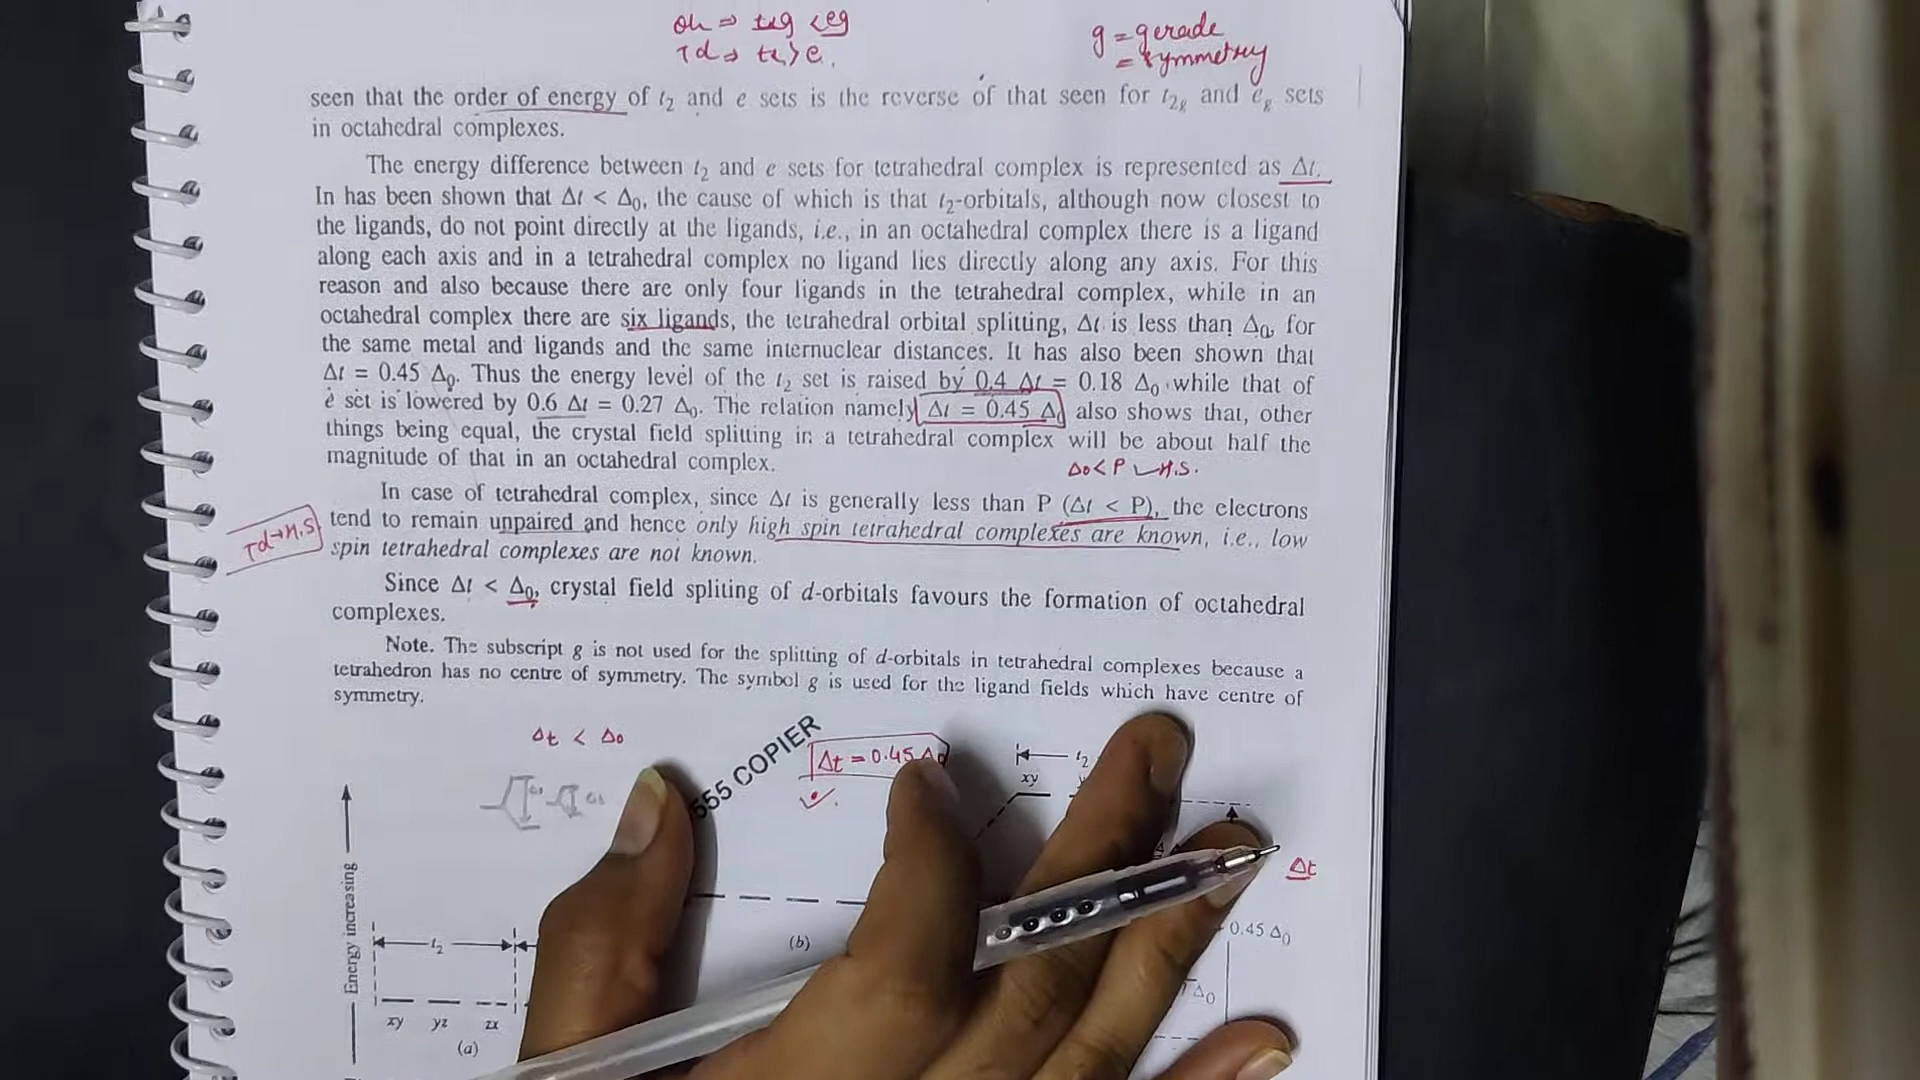 Oh ⇒ t2g < eg
Td ⇒ t2 > e.
g = gerade
= symmetry
seen that the order of energy of t₂ and e sets is the reverse of that seen for t₂g and eg sets
in octahedral complexes.
The energy difference between t₂ and e sets for tetrahedral complex is represented as Δt.
In has been shown that Δt < Δ₀, the cause of which is that t₂-orbitals, although now closest to
the ligands, do not point directly at the ligands, i.e., in an octahedral complex there is a ligand
along each axis and in a tetrahedral complex no ligand lies directly along any axis. For this
reason and also because there are only four ligands in the tetrahedral complex, while in an
octahedral complex there are six ligands, the tetrahedral orbital splitting, Δt is less than Δ₀, for
the same metal and ligands and the same internuclear distances. It has also been shown that
Δt = 0.45 Δ₀. Thus the energy level of the t₂ set is raised by 0.4 Δt = 0.18 Δ₀ while that of
e set is lowered by 0.6 Δt = 0.27 Δ₀. The relation namely Δt = 0.45 Δ₀ also shows that, other
things being equal, the crystal field splitting in a tetrahedral complex will be about half the
magnitude of that in an octahedral complex.
Δ₀ < P H.S.
In case of tetrahedral complex, since Δt is generally less than P (Δt < P), the electrons
Td→H.S.
tend to remain unpaired and hence only high spin tetrahedral complexes are known, i.e., low
spin tetrahedral complexes are not known.
Since Δt < Δ₀, crystal field spliting of d-orbitals favours the formation of octahedral
complexes.
Note. The subscript g is not used for the splitting of d-orbitals in tetrahedral complexes because a
tetrahedron has no centre of symmetry. The symbol g is used for the ligand fields which have centre of
symmetry.
Δt < Δ₀
555 COPIER
Δt = 0.45 Δ₀
t₂
xy
Δt
Energy increasing
0.45 Δ₀
t₂
(b)
Δ₀
xy yz zx
(a)